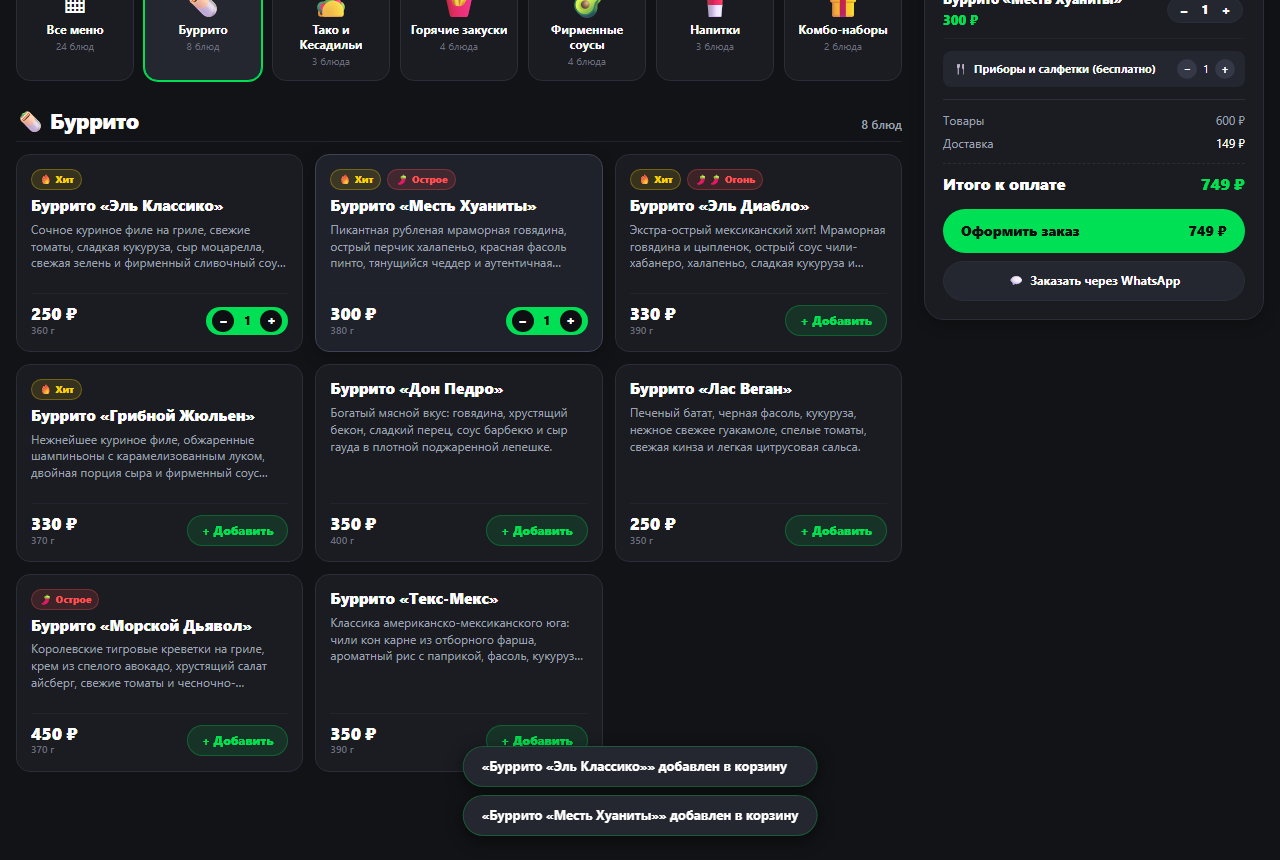 Все меню
24 блюд
Буррито
8 блюд
Тако и
Кесадильи
3 блюда
Горячие закуски
4 блюда
Фирменные
соусы
4 блюда
Напитки
3 блюда
Комбо-наборы
2 блюда
Буррито
8 блюд
Хит
Буррито «Эль Классико»
Сочное куриное филе на гриле, свежие
томаты, сладкая кукуруза, сыр моцарелла,
свежая зелень и фирменный сливочный соу...
250 ₽
360 г
− 1 +
Хит
Острое
Буррито «Месть Хуаниты»
Пикантная рубленая мраморная говядина,
острый перчик халапеньо, красная фасоль
пинто, тянущийся чеддер и аутентичная...
300 ₽
380 г
− 1 +
Хит
Огонь
Буррито «Эль Диабло»
Экстра-острый мексиканский хит! Мраморная
говядина и цыпленок, острый соус чили-
хабанеро, халапеньо, сладкая кукуруза и...
330 ₽
390 г
+ Добавить
Хит
Буррито «Грибной Жюльен»
Нежнейшее куриное филе, обжаренные
шампиньоны с карамелизованным луком,
двойная порция сыра и фирменный соус...
330 ₽
370 г
+ Добавить
Буррито «Дон Педро»
Богатый мясной вкус: говядина, хрустящий
бекон, сладкий перец, соус барбекю и сыр
гауда в плотной поджаренной лепешке.
350 ₽
400 г
+ Добавить
Буррито «Лас Веган»
Печеный батат, черная фасоль, кукуруза,
нежное свежее гуакамоле, спелые томаты,
свежая кинза и легкая цитрусовая сальса.
250 ₽
350 г
+ Добавить
Острое
Буррито «Морской Дьявол»
Королевские тигровые креветки на гриле,
крем из спелого авокадо, хрустящий салат
айсберг, свежие томаты и чесночно-...
450 ₽
370 г
+ Добавить
Буррито «Текс-Мекс»
Классика американско-мексиканского юга:
чили кон карне из отборного фарша,
ароматный рис с паприкой, фасоль, кукуруз...
350 ₽
390 г
+ Добавить
Буррито «Месть Хуаниты»
300 ₽
− 1 +
Приборы и салфетки (бесплатно)
− 1 +
Товары
600 ₽
Доставка
149 ₽
Итого к оплате
749 ₽
Оформить заказ
749 ₽
Заказать через WhatsApp
«Буррито «Эль Классико»» добавлен в корзину
«Буррито «Месть Хуаниты»» добавлен в корзину